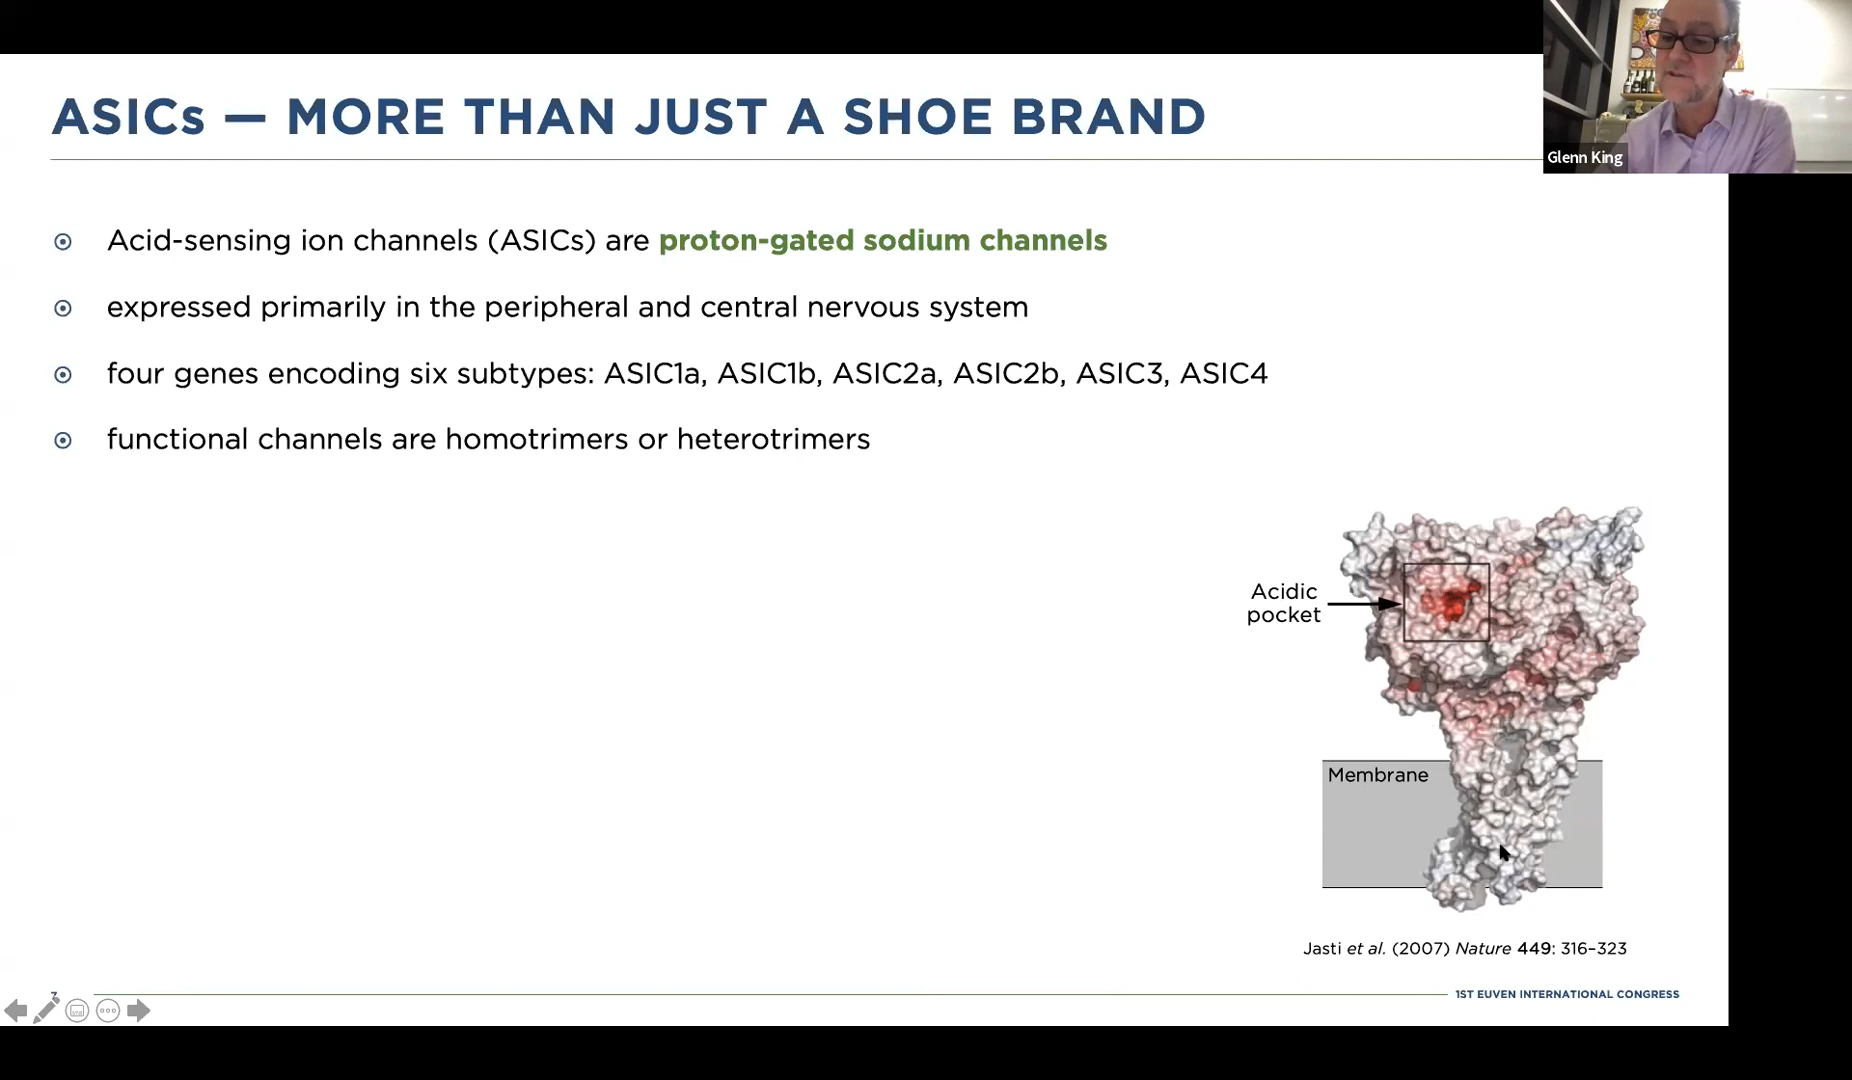 ASICs — MORE THAN JUST A SHOE BRAND
Glenn King
Acid-sensing ion channels (ASICs) are proton-gated sodium channels
expressed primarily in the peripheral and central nervous system
four genes encoding six subtypes: ASIC1a, ASIC1b, ASIC2a, ASIC2b, ASIC3, ASIC4
functional channels are homotrimers or heterotrimers
Acidic
pocket
Membrane
Jasti et al. (2007) Nature 449: 316–323
7
1ST EUVEN INTERNATIONAL CONGRESS